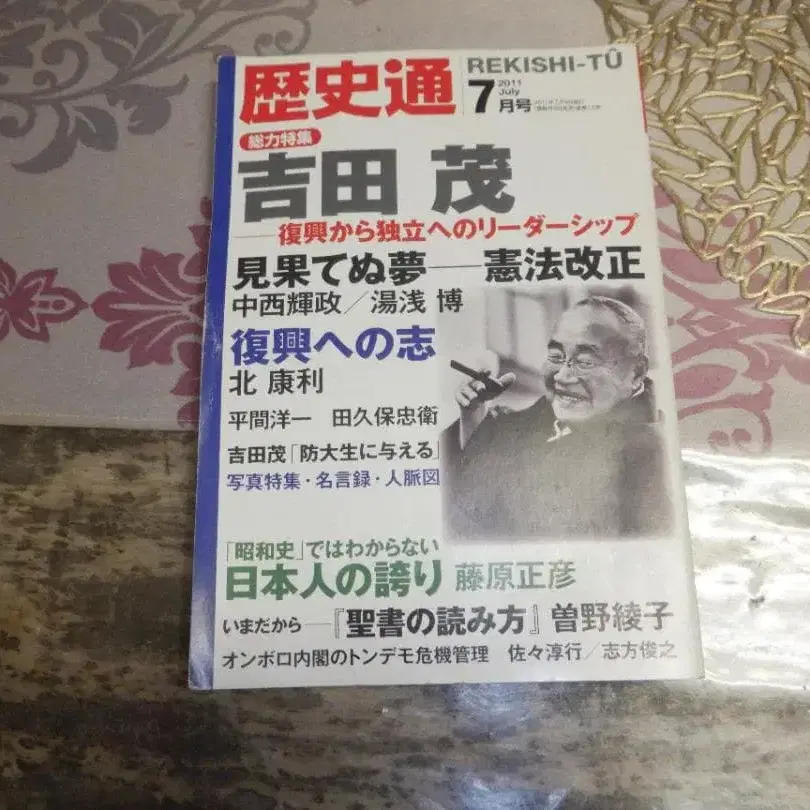 歴史通
REKISHI-TŪ
2011
July
7月号
総力特集
吉田 茂
──復興から独立へのリーダーシップ
見果てぬ夢──憲法改正
中西輝政／湯浅 博
復興への志
北 康利
平間洋一 田久保忠衛
吉田茂「防大生に与える」
写真特集・名言録・人脈図
「昭和史」ではわからない
日本人の誇り 藤原正彦
いまだから──『聖書の読み方』 曽野綾子
オンボロ内閣のトンデモ危機管理 佐々淳行／志方俊之